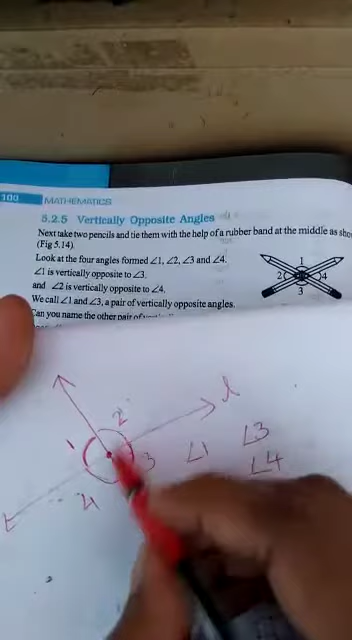 100 MATHEMATICS
5.2.5 Vertically Opposite Angles
Next take two pencils and tie them with the help of a rubber band at the middle as
(Fig 5.14).
Look at the four angles formed ∠1, ∠2, ∠3 and ∠4.
∠1 is vertically opposite to ∠3.
and ∠2 is vertically opposite to ∠4.
We call ∠1 and ∠3, a pair of vertically opposite angles.
Can you name the other pair of
1
2 4
3
l
2
1 3 ∠1 ∠3
4 ∠4